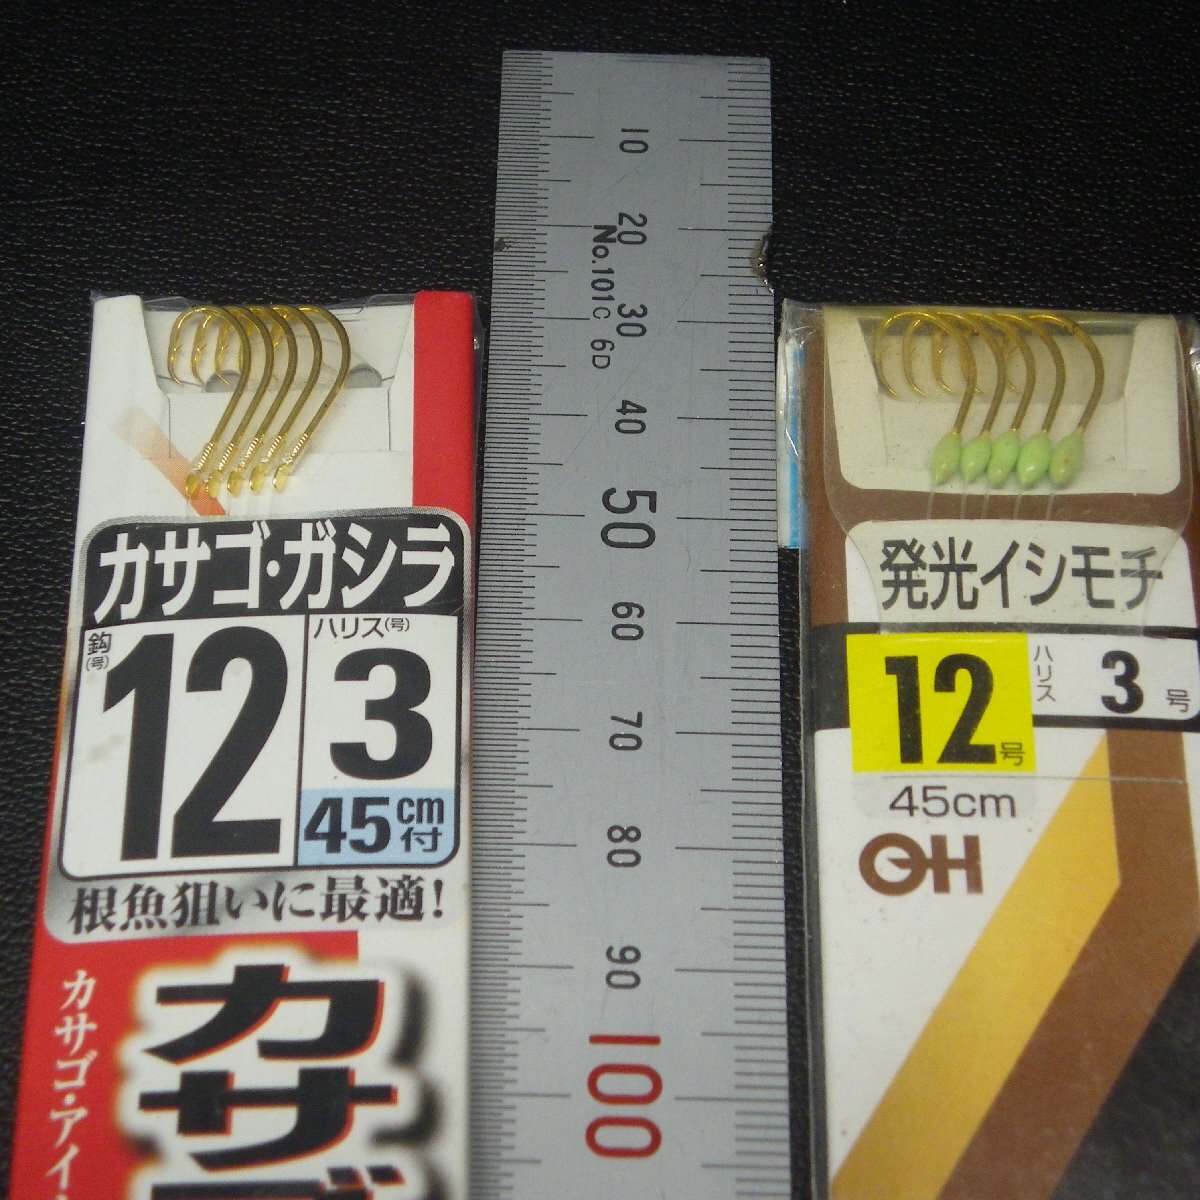 カサゴ・ガシラ
鈎(号)
12
ハリス(号)
3
45cm付
根魚狙いに最適!
カサゴ
カサゴ・アイ
10
20
No.101C 6D
30
40
50
60
70
80
90
100
発光イシモチ
12号
ハリス
3号
45cm
OH